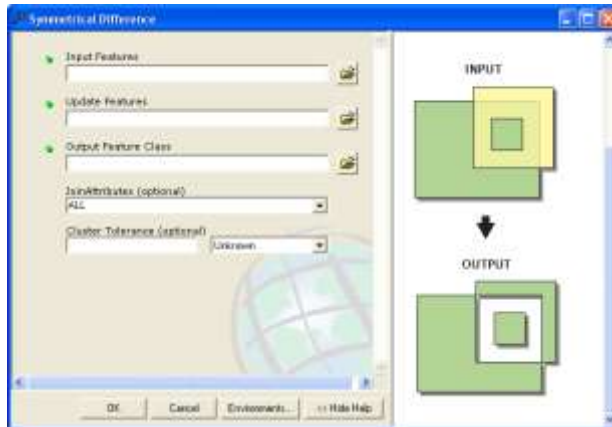 Symmetrical Difference
Input Features
Update Features
Output Feature Class
JoinAttributes (optional)
ALL
Cluster Tolerance (optional)
Unknown
OK
Cancel
Environments...
<< Hide Help
INPUT
OUTPUT